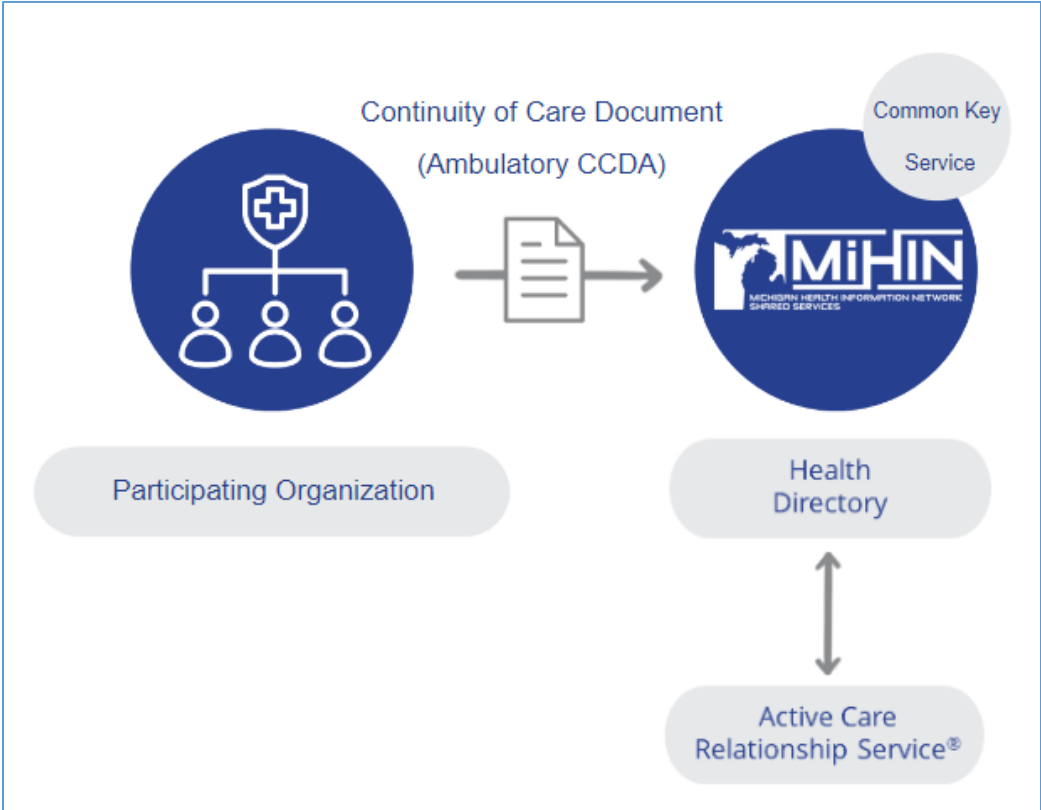 Continuity of Care Document
(Ambulatory CCDA)
Common Key
Service
MiHIN
MICHIGAN HEALTH INFORMATION NETWORK
SHARED SERVICES
Participating Organization
Health
Directory
Active Care
Relationship Service®